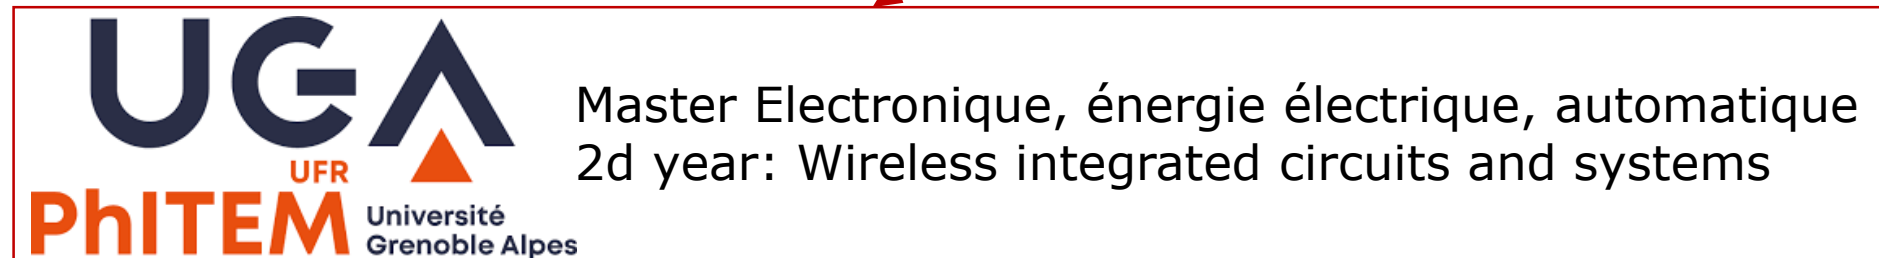 UGA
UFR
PhITEM
Université
Grenoble Alpes
Master Electronique, énergie électrique, automatique
2d year: Wireless integrated circuits and systems